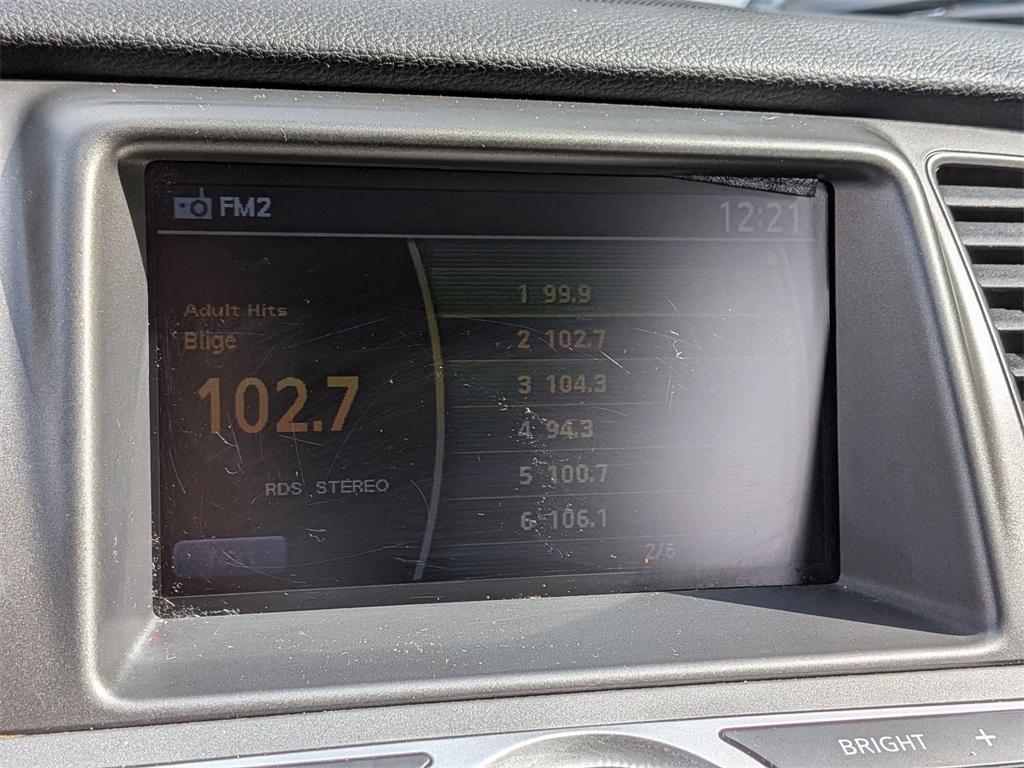 FM2
12:21
Adult Hits
Blige
102.7
RDS STEREO
1 99.9
2 102.7
3 104.3
4 94.3
5 100.7
6 106.1
2/6
BRIGHT +